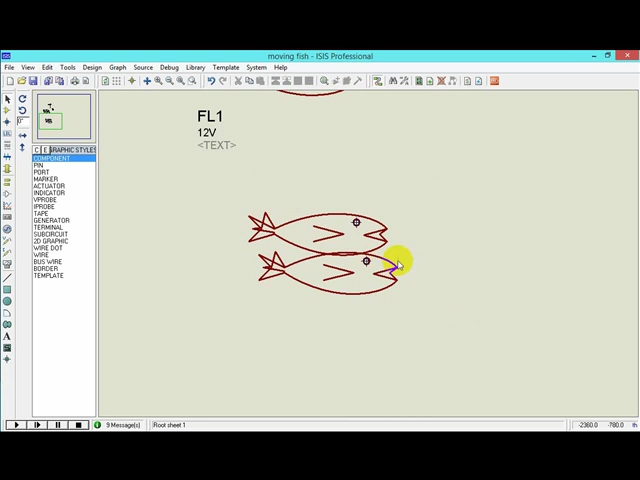 moving fish - ISIS Professional
File View Edit Tools Design Graph Source Debug Library Template System Help
C E GRAPHIC STYLES
COMPONENT
PIN
PORT
MARKER
ACTUATOR
INDICATOR
VPROBE
IPROBE
TAPE
GENERATOR
TERMINAL
SUBCIRCUIT
2D GRAPHIC
WIRE DOT
WIRE
BUS WIRE
BORDER
TEMPLATE
FL1
12V
<TEXT>
9 Message(s) Root sheet 1 -2360.0 -780.0 th